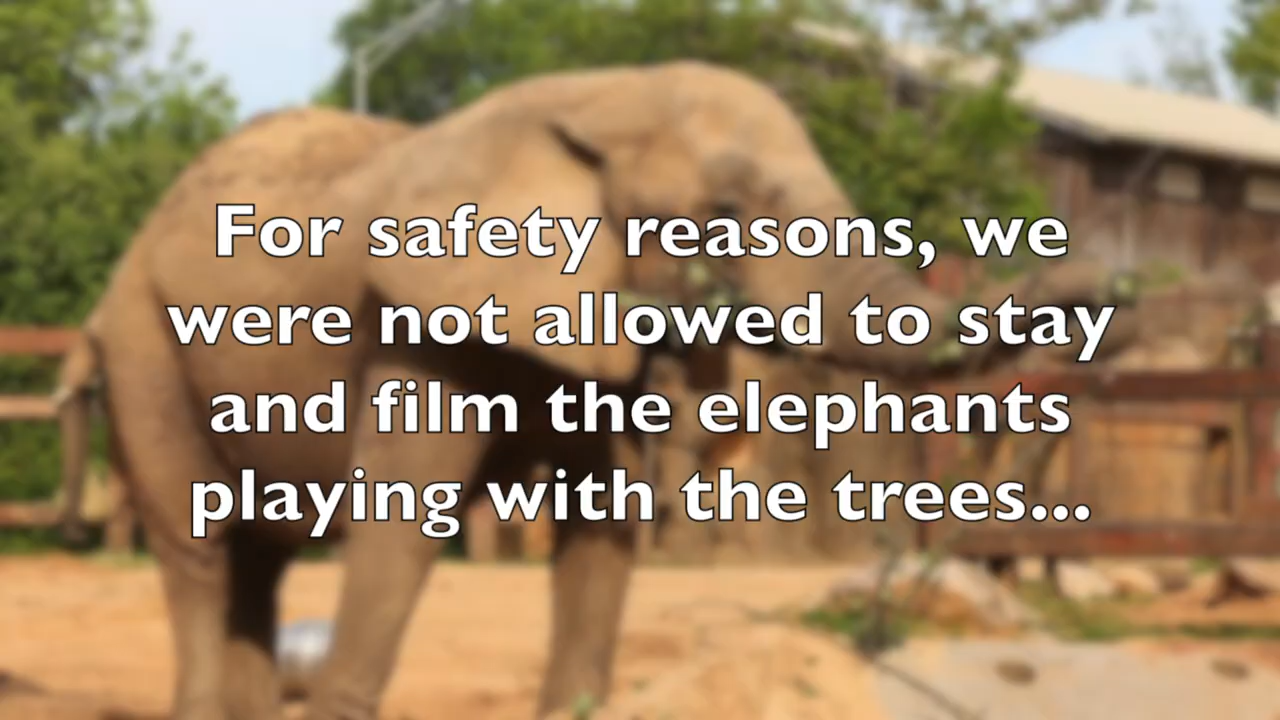 For safety reasons, we
were not allowed to stay
and film the elephants
playing with the trees...